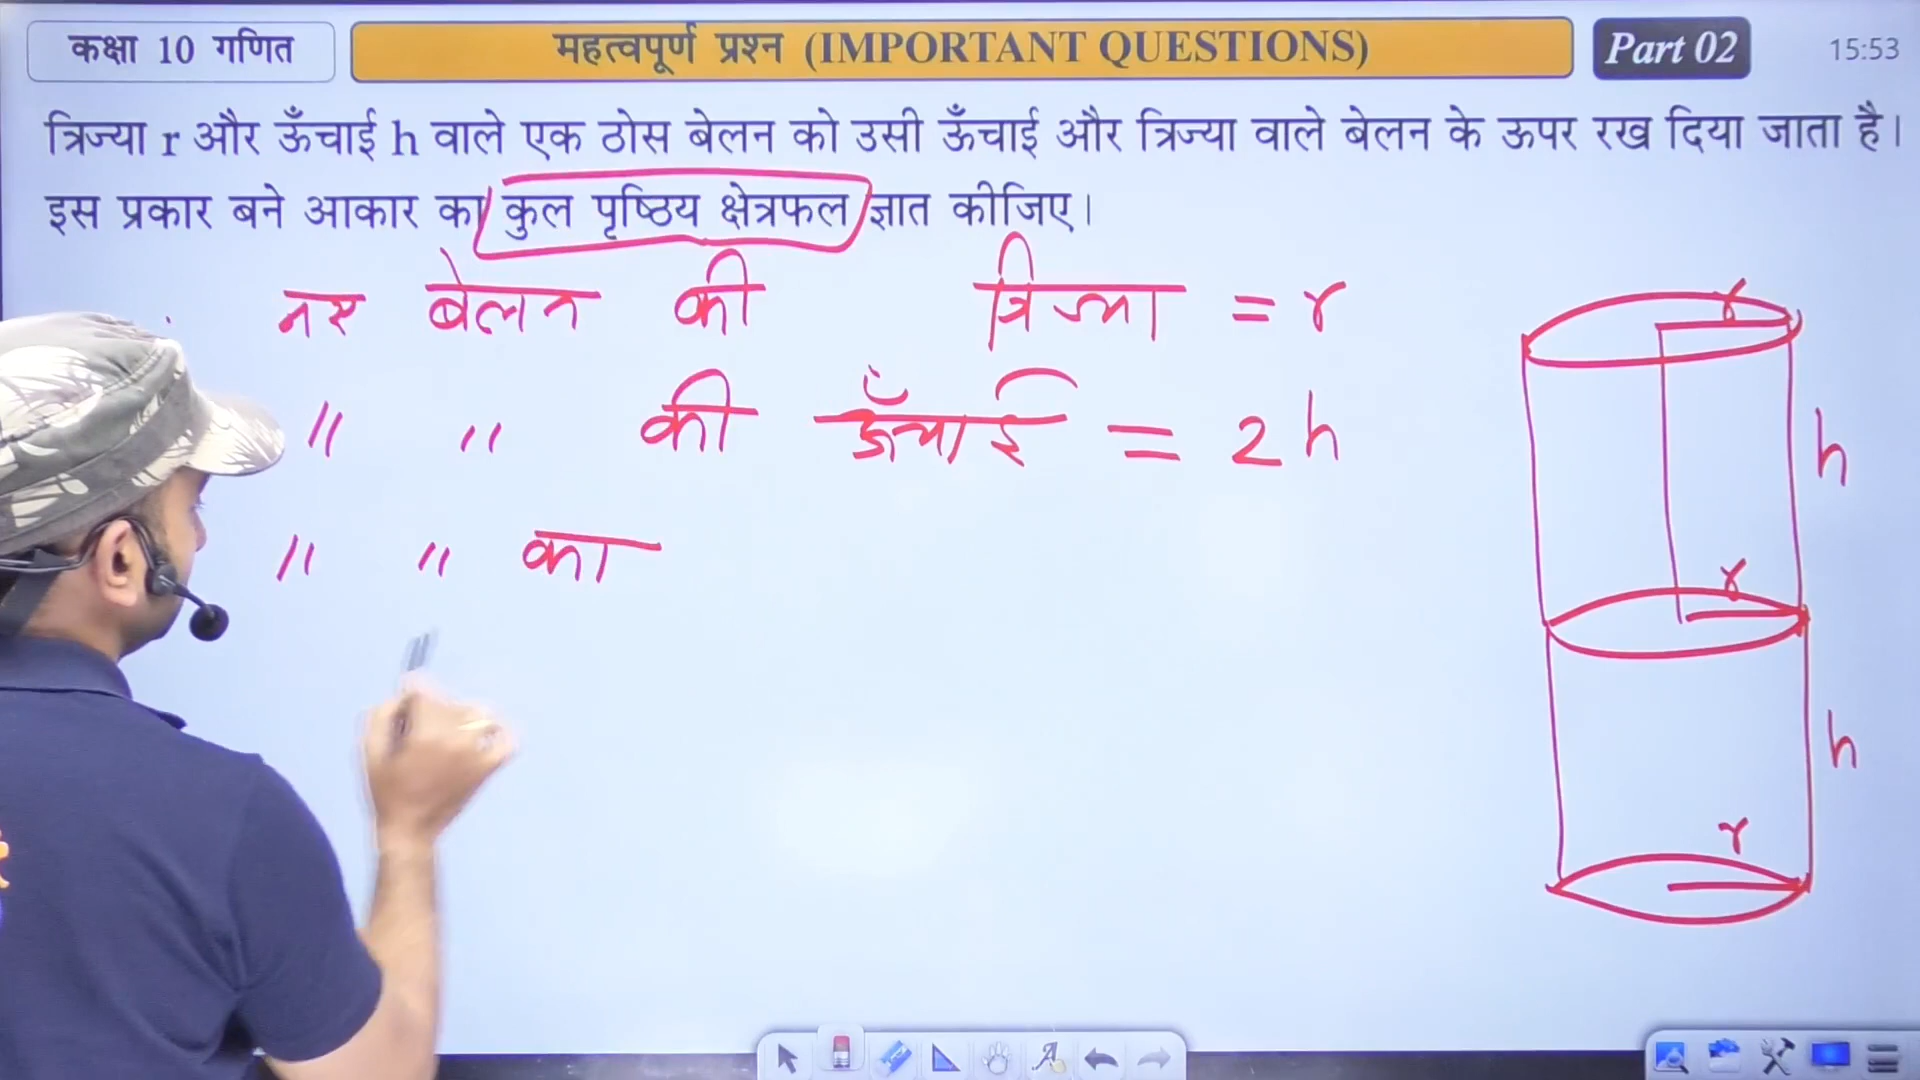 कक्षा 10 गणित
महत्वपूर्ण प्रश्न (IMPORTANT QUESTIONS)
Part 02
15:53
त्रिज्या r और ऊँचाई h वाले एक ठोस बेलन को उसी ऊँचाई और त्रिज्या वाले बेलन के ऊपर रख दिया जाता है।
इस प्रकार बने आकार का कुल पृष्ठिय क्षेत्रफल ज्ञात कीजिए।
नए बेलन की त्रिज्या = r
" " की ऊँचाई = 2h
" " का
r
h
r
h
r